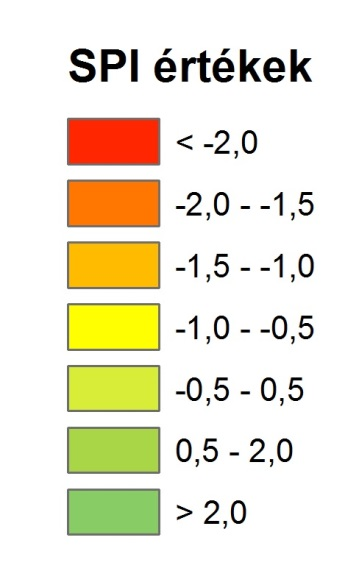 SPI értékek
< -2,0
-2,0 - -1,5
-1,5 - -1,0
-1,0 - -0,5
-0,5 - 0,5
0,5 - 2,0
> 2,0